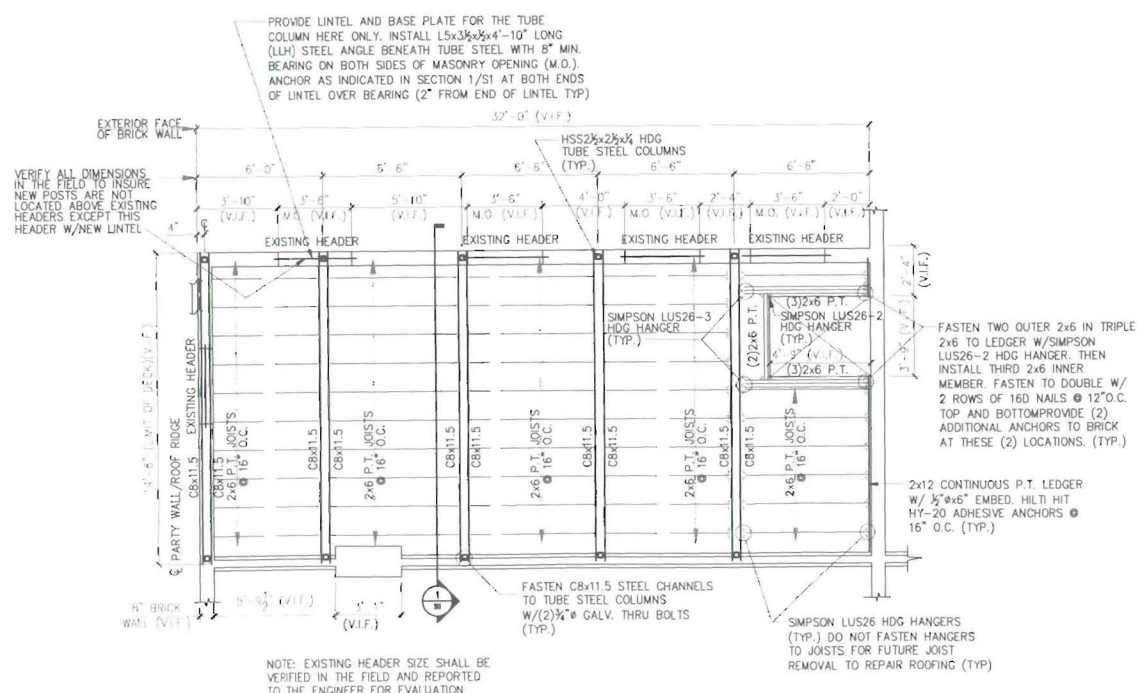 PROVIDE LINTEL AND BASE PLATE FOR THE TUBE
COLUMN HERE ONLY. INSTALL L5x3½x½x4'-10" LONG
(LLH) STEEL ANGLE BENEATH TUBE STEEL WITH 8" MIN.
BEARING ON BOTH SIDES OF MASONRY OPENING (M.O.).
ANCHOR AS INDICATED IN SECTION 1/S1 AT BOTH ENDS
OF LINTEL OVER BEARING (2" FROM END OF LINTEL TYP)
32'-0" (V.I.F.)
EXTERIOR FACE
OF BRICK WALL
HSS2½x2½x¼ HDG
TUBE STEEL COLUMNS
(TYP.)
6'-0"
6'-6"
6'-6"
6'-6"
6'-6"
VERIFY ALL DIMENSIONS
IN THE FIELD TO INSURE
NEW POSTS ARE NOT
LOCATED ABOVE EXISTING
HEADERS EXCEPT THIS
HEADER W/NEW LINTEL
3'-10"
(V.I.F.)
3'-6"
M.O. (V.I.F.)
5'-10"
(V.I.F.)
3'-6"
M.O. (V.I.F.)
4'-0"
(V.I.F.)
3'-6"
M.O. (V.I.F.)
2'-4"
(V.I.F.)
3'-6"
M.O. (V.I.F.)
2'-0"
(V.I.F.)
4"
℄
EXISTING HEADER
EXISTING HEADER
EXISTING HEADER
EXISTING HEADER
2'-4"
(V.I.F.)
3'-9" (V.I.F.)
14'-6" (LIMIT OF DECK)(V.I.F.)
℄ PARTY WALL/ROOF RIDGE
EXISTING HEADER
C8x11.5
C8x11.5
2x6 P.T. JOISTS
@ 16" O.C.
C8x11.5
C8x11.5
2x6 P.T. JOISTS
@ 16" O.C.
C8x11.5
C8x11.5
2x6 P.T. JOISTS
@ 16" O.C.
C8x11.5
C8x11.5
2x6 P.T. JOISTS
@ 16" O.C.
C8x11.5
C8x11.5
2x6 P.T. JOISTS
@ 16" O.C.
SIMPSON LUS26-3
HDG HANGER
(TYP.)
(3)2x6 P.T.
SIMPSON LUS26-2
HDG HANGER
(TYP.)
(2)2x6 P.T.
4'-9" (V.I.F.)
(3)2x6 P.T.
FASTEN TWO OUTER 2x6 IN TRIPLE
2x6 TO LEDGER W/SIMPSON
LUS26-2 HDG HANGER. THEN
INSTALL THIRD 2x6 INNER
MEMBER. FASTEN TO DOUBLE W/
2 ROWS OF 16D NAILS @ 12"O.C.
TOP AND BOTTOMPROVIDE (2)
ADDITIONAL ANCHORS TO BRICK
AT THESE (2) LOCATIONS. (TYP.)
2x12 CONTINUOUS P.T. LEDGER
W/ ½"øx6" EMBED. HILTI HIT
HY-20 ADHESIVE ANCHORS @
16" O.C. (TYP.)
8" BRICK
WALL (V.I.F.)
(V.I.F.)
3'-1"
(V.I.F.)
1
S1
FASTEN C8x11.5 STEEL CHANNELS
TO TUBE STEEL COLUMNS
W/(2)¾"ø GALV. THRU BOLTS
(TYP.)
SIMPSON LUS26 HDG HANGERS
(TYP.) DO NOT FASTEN HANGERS
TO JOISTS FOR FUTURE JOIST
REMOVAL TO REPAIR ROOFING (TYP)
NOTE: EXISTING HEADER SIZE SHALL BE
VERIFIED IN THE FIELD AND REPORTED
TO THE ENGINEER FOR EVALUATION.